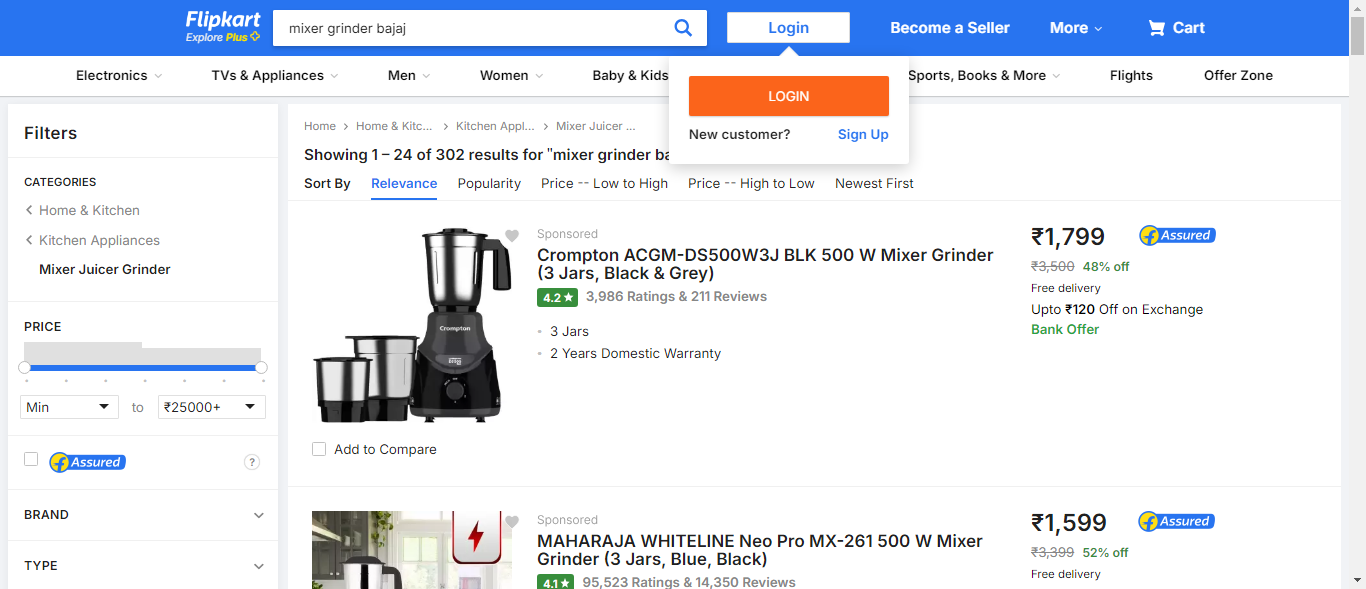 Flipkart
Explore Plus
mixer grinder bajaj
Login
Become a Seller
More
Cart
Electronics
TVs & Appliances
Men
Women
Baby & Kids
Sports, Books & More
Flights
Offer Zone
LOGIN
New customer?
Sign Up
Filters
CATEGORIES
Home & Kitchen
Kitchen Appliances
Mixer Juicer Grinder
PRICE
Min
to
₹25000+
Assured
?
BRAND
TYPE
Home
Home & Kitc...
Kitchen Appl...
Mixer Juicer ...
Showing 1 – 24 of 302 results for "mixer grinder ba
Sort By
Relevance
Popularity
Price -- Low to High
Price -- High to Low
Newest First
Crompton
Add to Compare
Sponsored
Crompton ACGM-DS500W3J BLK 500 W Mixer Grinder
(3 Jars, Black & Grey)
4.2 ★
3,986 Ratings & 211 Reviews
3 Jars
2 Years Domestic Warranty
₹1,799
Assured
₹3,500
48% off
Free delivery
Upto ₹120 Off on Exchange
Bank Offer
Sponsored
MAHARAJA WHITELINE Neo Pro MX-261 500 W Mixer
Grinder (3 Jars, Blue, Black)
4.1 ★
95,523 Ratings & 14,350 Reviews
₹1,599
Assured
₹3,399
52% off
Free delivery